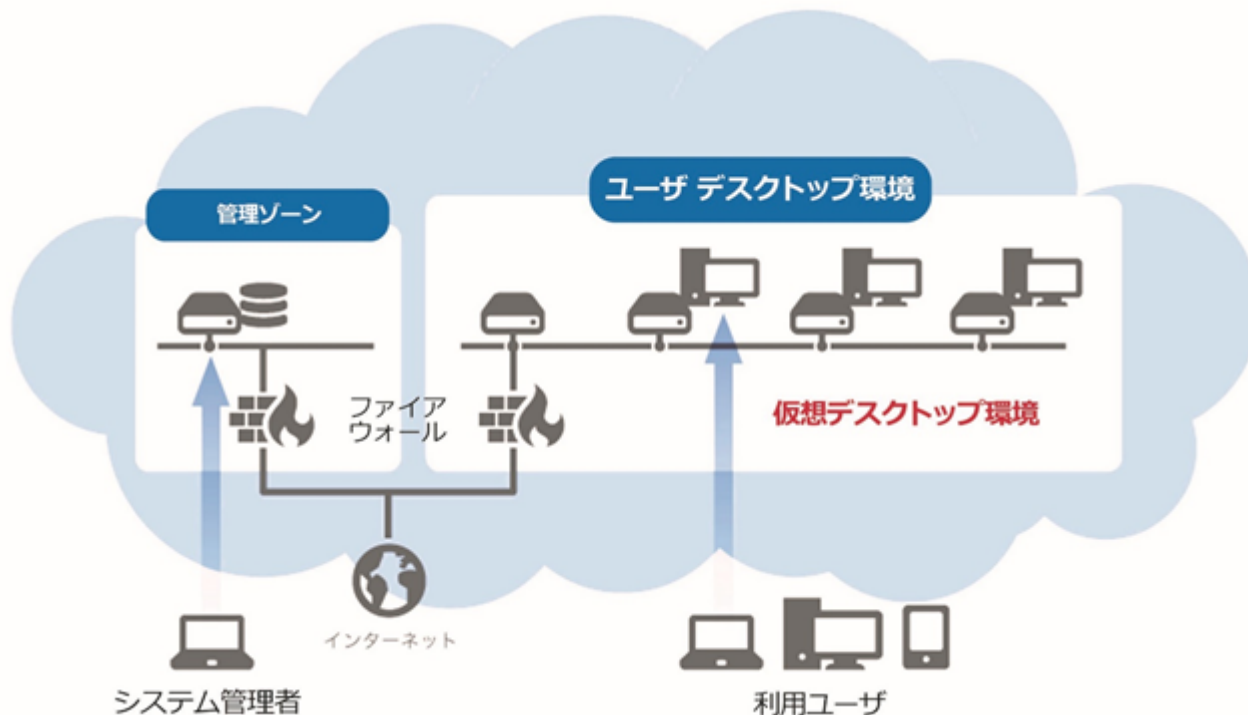 ユーザ デスクトップ環境
管理ゾーン
ファイア
ウォール
仮想デスクトップ環境
インターネット
システム管理者
利用ユーザ